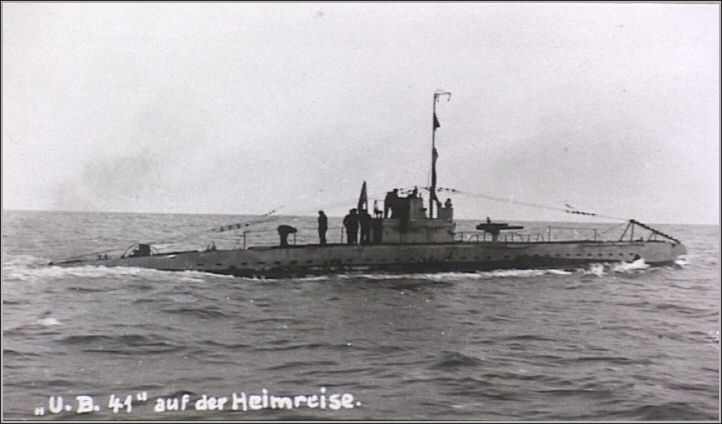 „U.B. 41" auf der Heimreise.